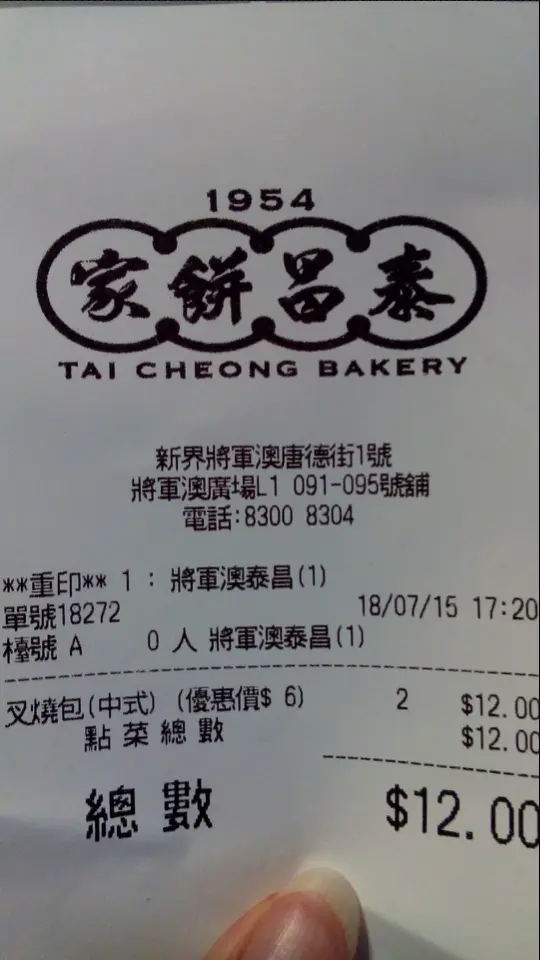 1954
家餅昌泰
TAI CHEONG BAKERY
新界將軍澳唐德街1號
將軍澳廣場L1 091-095號舖
電話:8300 8304
**重印** 1 : 將軍澳泰昌(1)
單號18272 18/07/15 17:20
檯號 A 0 人 將軍澳泰昌(1)
叉燒包(中式) (優惠價$ 6) 2 $12.00
點菜總數 $12.00
總數 $12.00